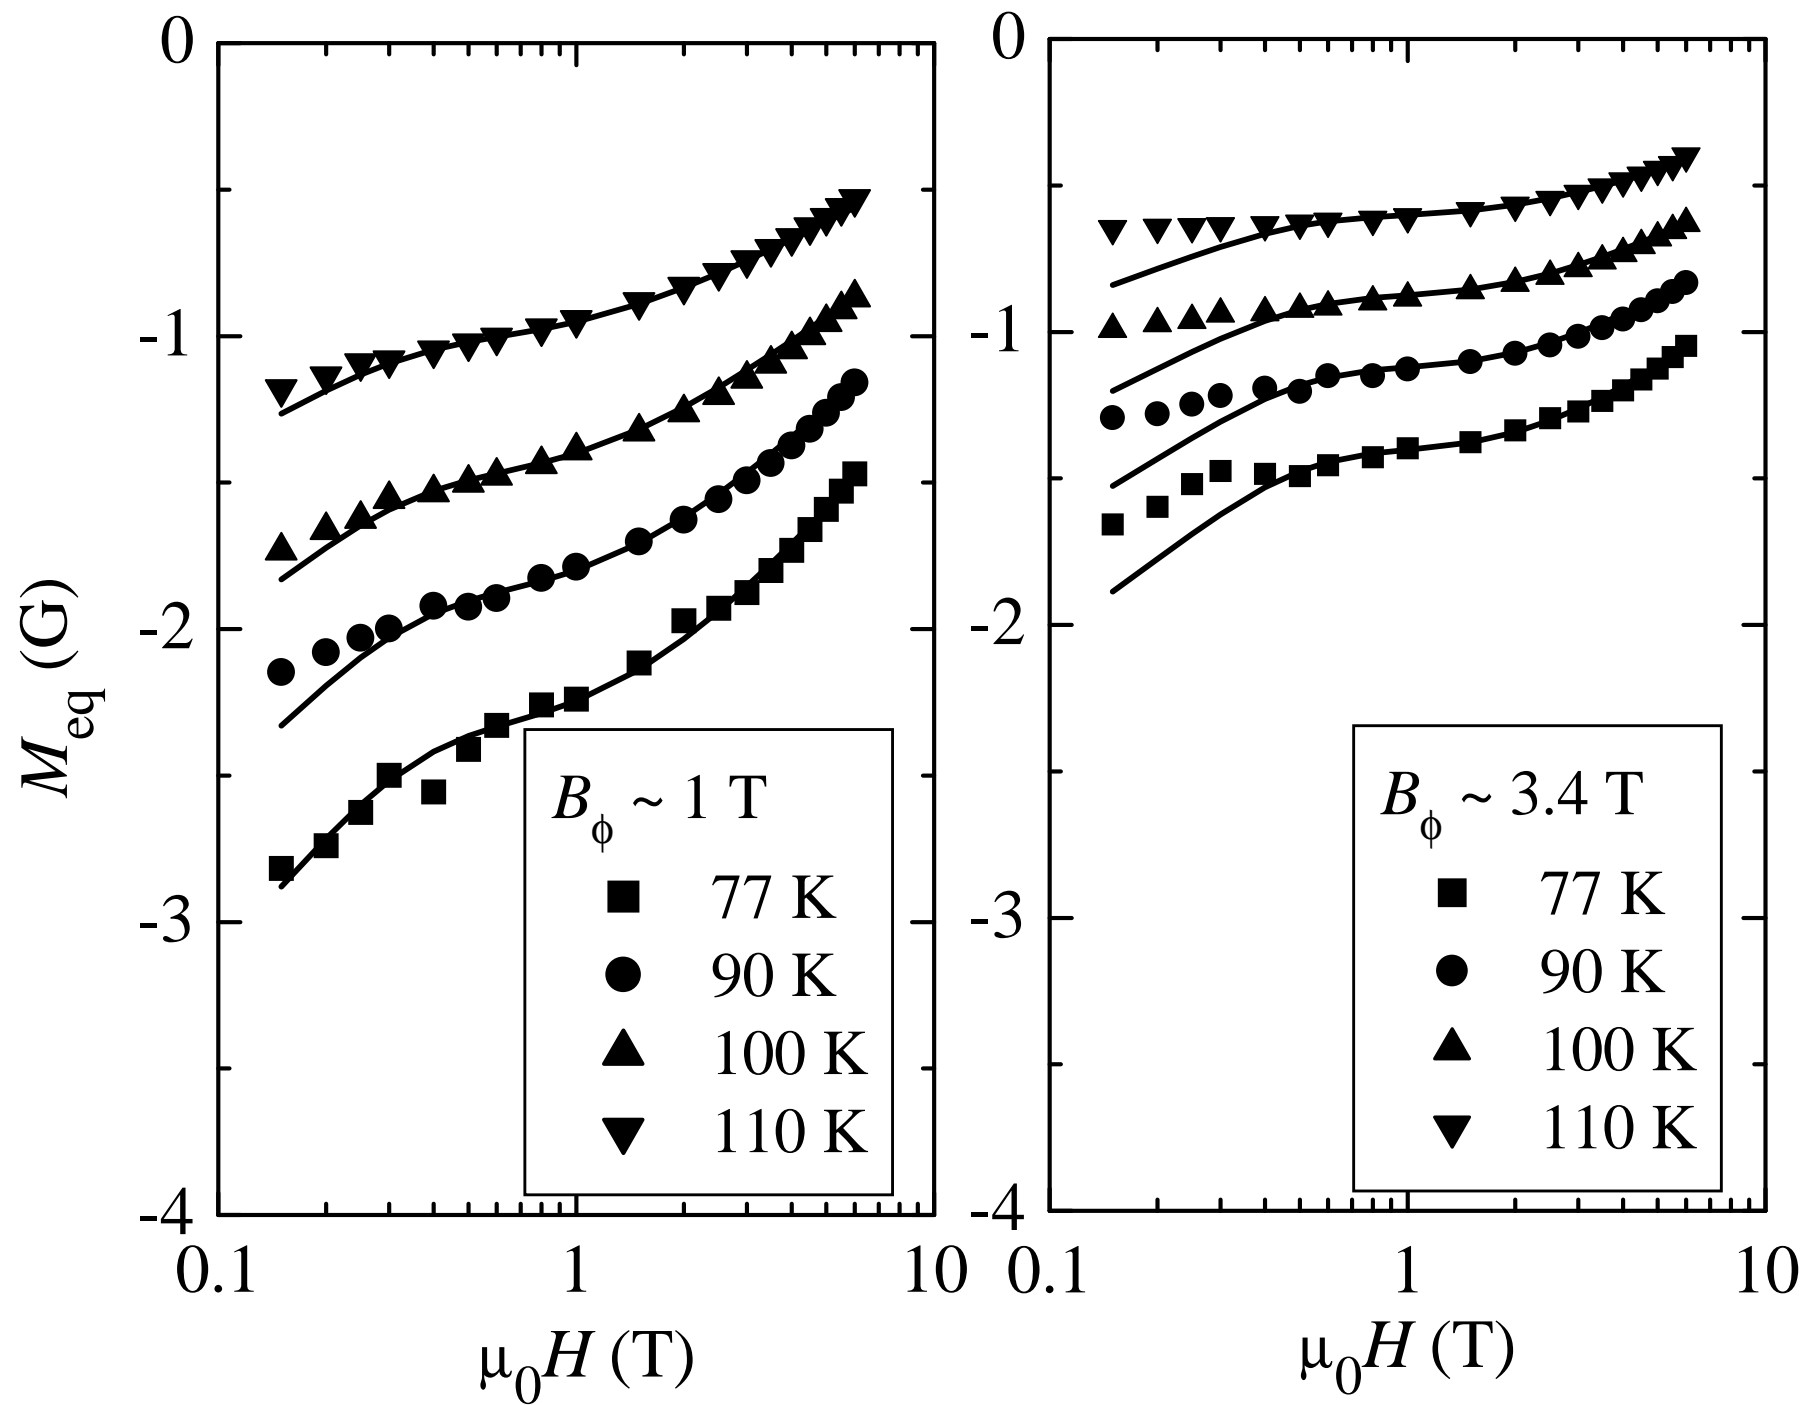 0
-1
-2
-3
-4
0.1 1 10
M_eq (G)
μ₀H (T)
B_ϕ ~ 1 T
77 K
90 K
100 K
110 K
0
-1
-2
-3
-4
0.1 1 10
μ₀H (T)
B_ϕ ~ 3.4 T
77 K
90 K
100 K
110 K